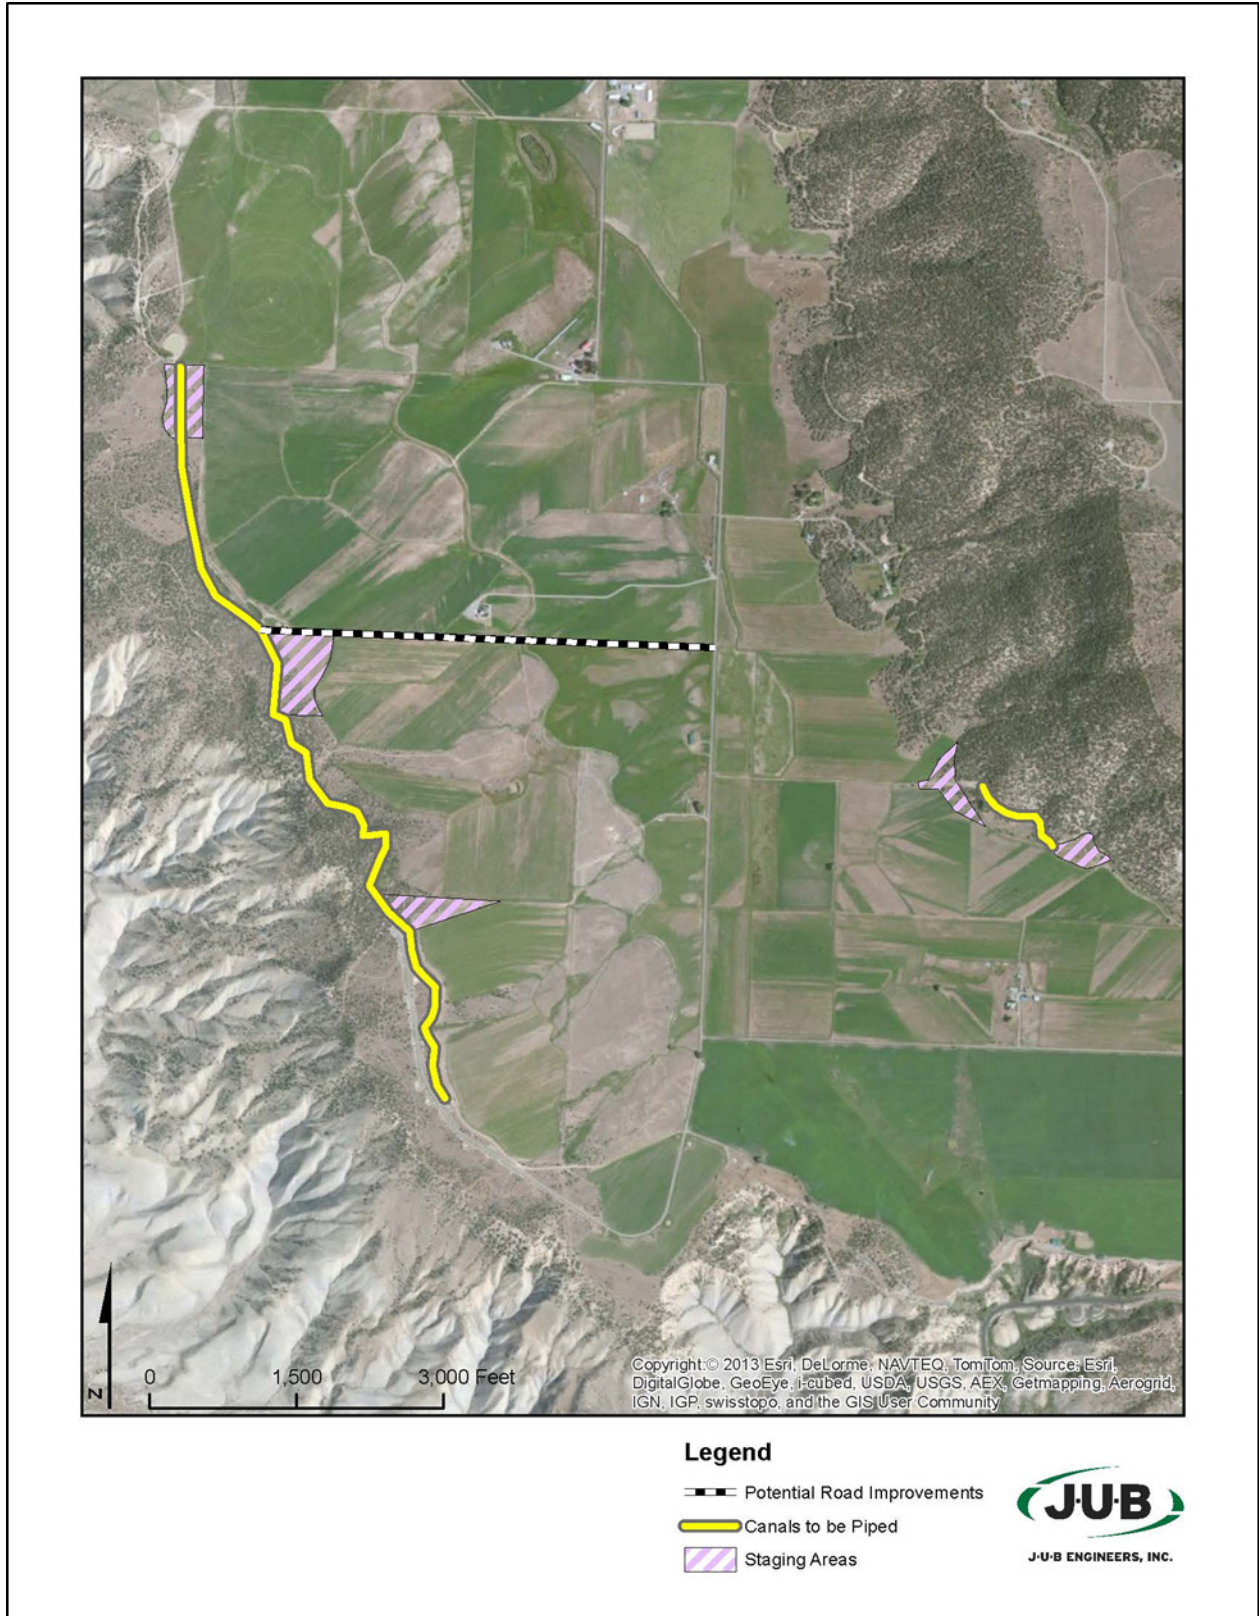 N
0 1,500 3,000 Feet
Copyright:© 2013 Esri, DeLorme, NAVTEQ, TomTom, Source: Esri,
DigitalGlobe, GeoEye, i-cubed, USDA, USGS, AEX, Getmapping, Aerogrid,
IGN, IGP, swisstopo, and the GIS User Community
Legend
Potential Road Improvements
Canals to be Piped
Staging Areas
J·U·B
J·U·B ENGINEERS, INC.